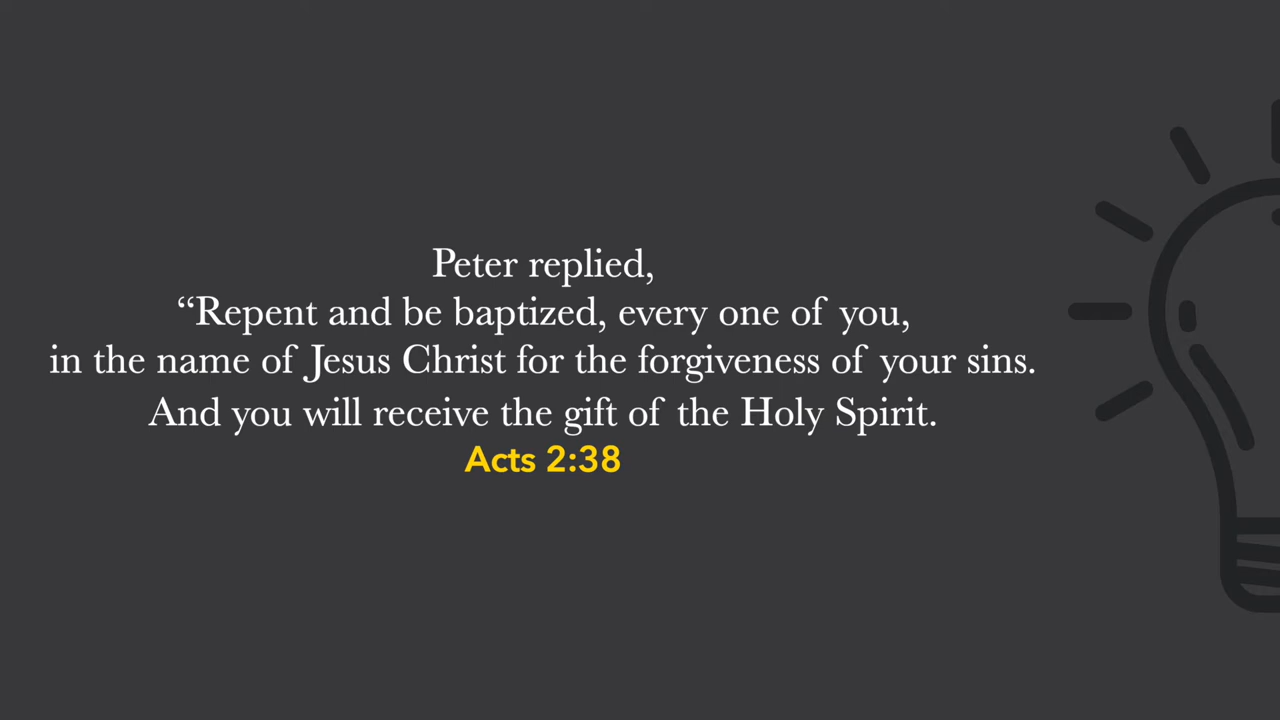 Peter replied,
“Repent and be baptized, every one of you,
in the name of Jesus Christ for the forgiveness of your sins.
And you will receive the gift of the Holy Spirit.
Acts 2:38